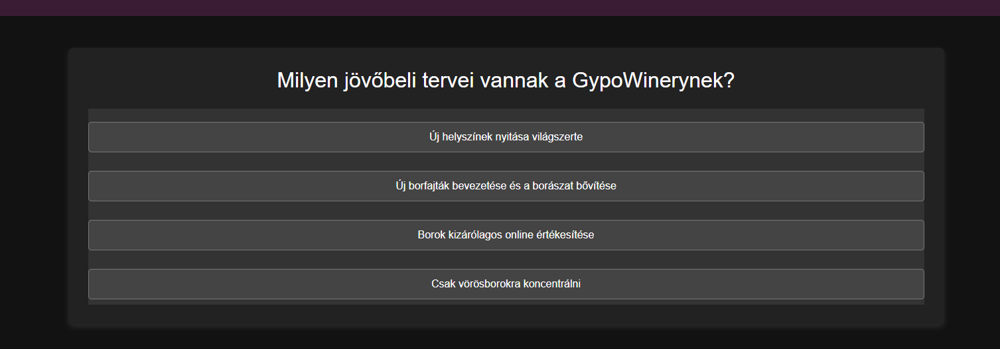 Milyen jövőbeli tervei vannak a GypoWinerynek?
Új helyszínek nyitása világszerte
Új borfajták bevezetése és a borászat bővítése
Borok kizárólagos online értékesítése
Csak vörösborokra koncentrálni